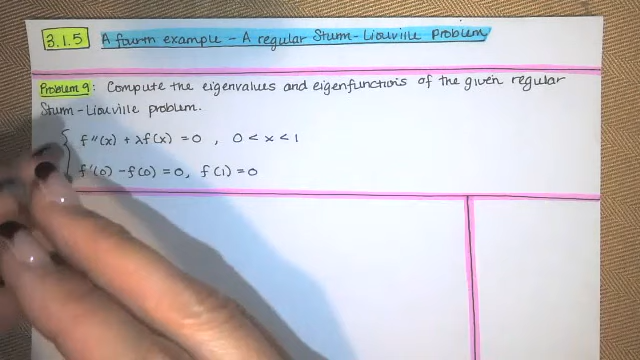 3.1.5 A fourth example - A regular Sturm-Liouville Problem
Problem 9: Compute the eigenvalues and eigenfunctions of the given regular
Sturm-Liouville problem.
f''(x) + λf(x) = 0 , 0 < x < 1
f'(0) - f(0) = 0, f(1) = 0